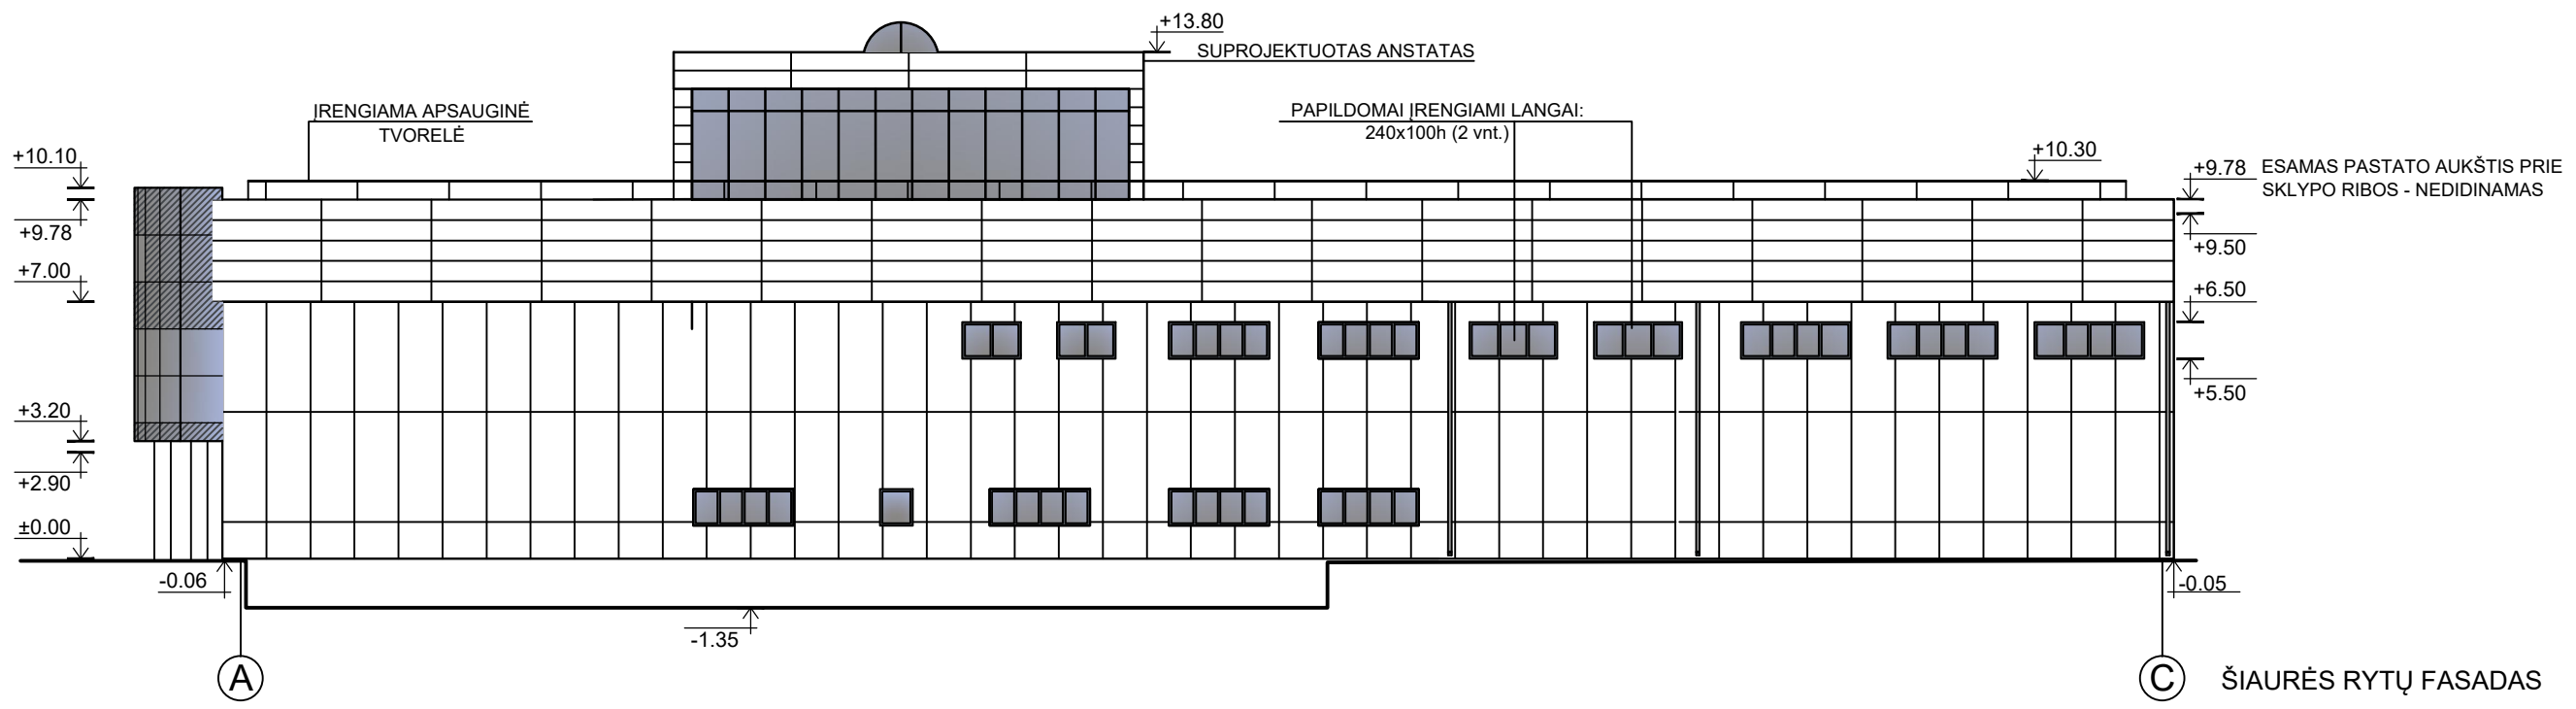 +13.80
SUPROJEKTUOTAS ANSTATAS
ĮRENGIAMA APSAUGINĖ
TVORELĖ
PAPILDOMAI ĮRENGIAMI LANGAI:
240x100h (2 vnt.)
+10.10
+9.78
+7.00
+3.20
+2.90
±0.00
-0.06
-1.35
+10.30
+9.78
ESAMAS PASTATO AUKŠTIS PRIE
SKLYPO RIBOS - NEDIDINAMAS
+9.50
+6.50
+5.50
-0.05
A
C
ŠIAURĖS RYTŲ FASADAS